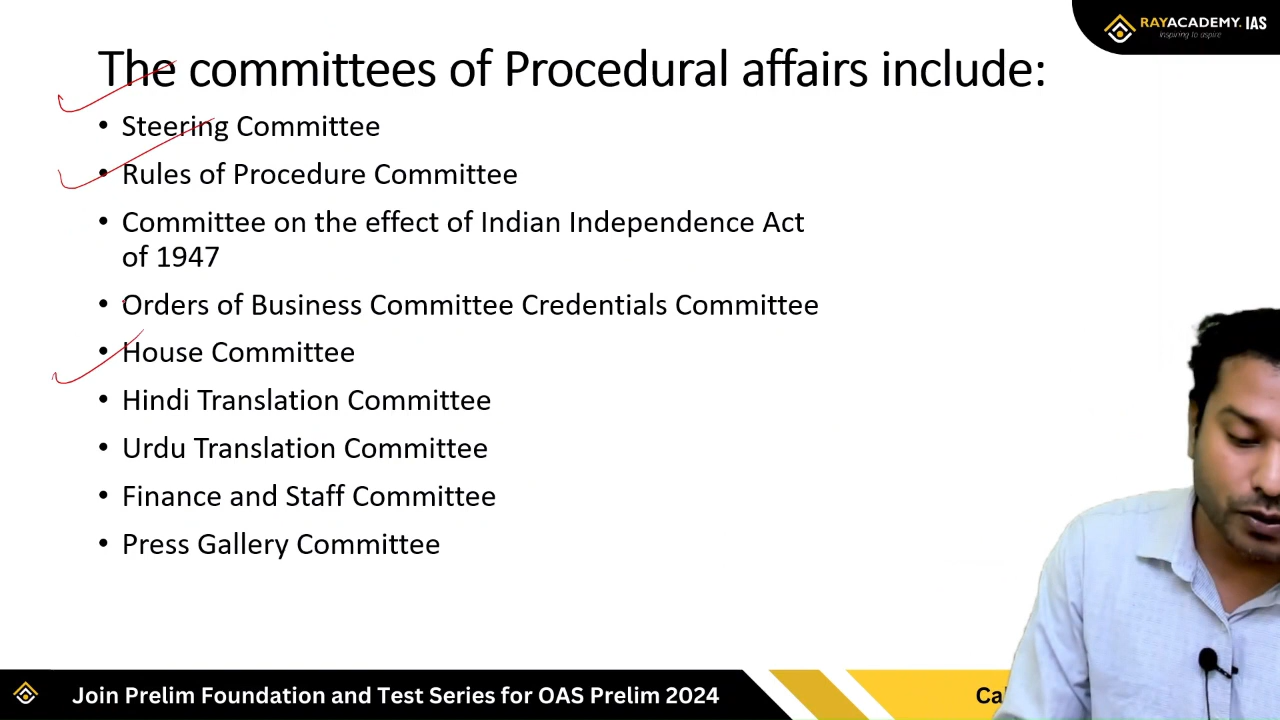 RAYACADEMY. IAS
Inspiring to aspire
The committees of Procedural affairs include:
• Steering Committee
• Rules of Procedure Committee
• Committee on the effect of Indian Independence Act
of 1947
• Orders of Business Committee Credentials Committee
• House Committee
• Hindi Translation Committee
• Urdu Translation Committee
• Finance and Staff Committee
• Press Gallery Committee
Join Prelim Foundation and Test Series for OAS Prelim 2024